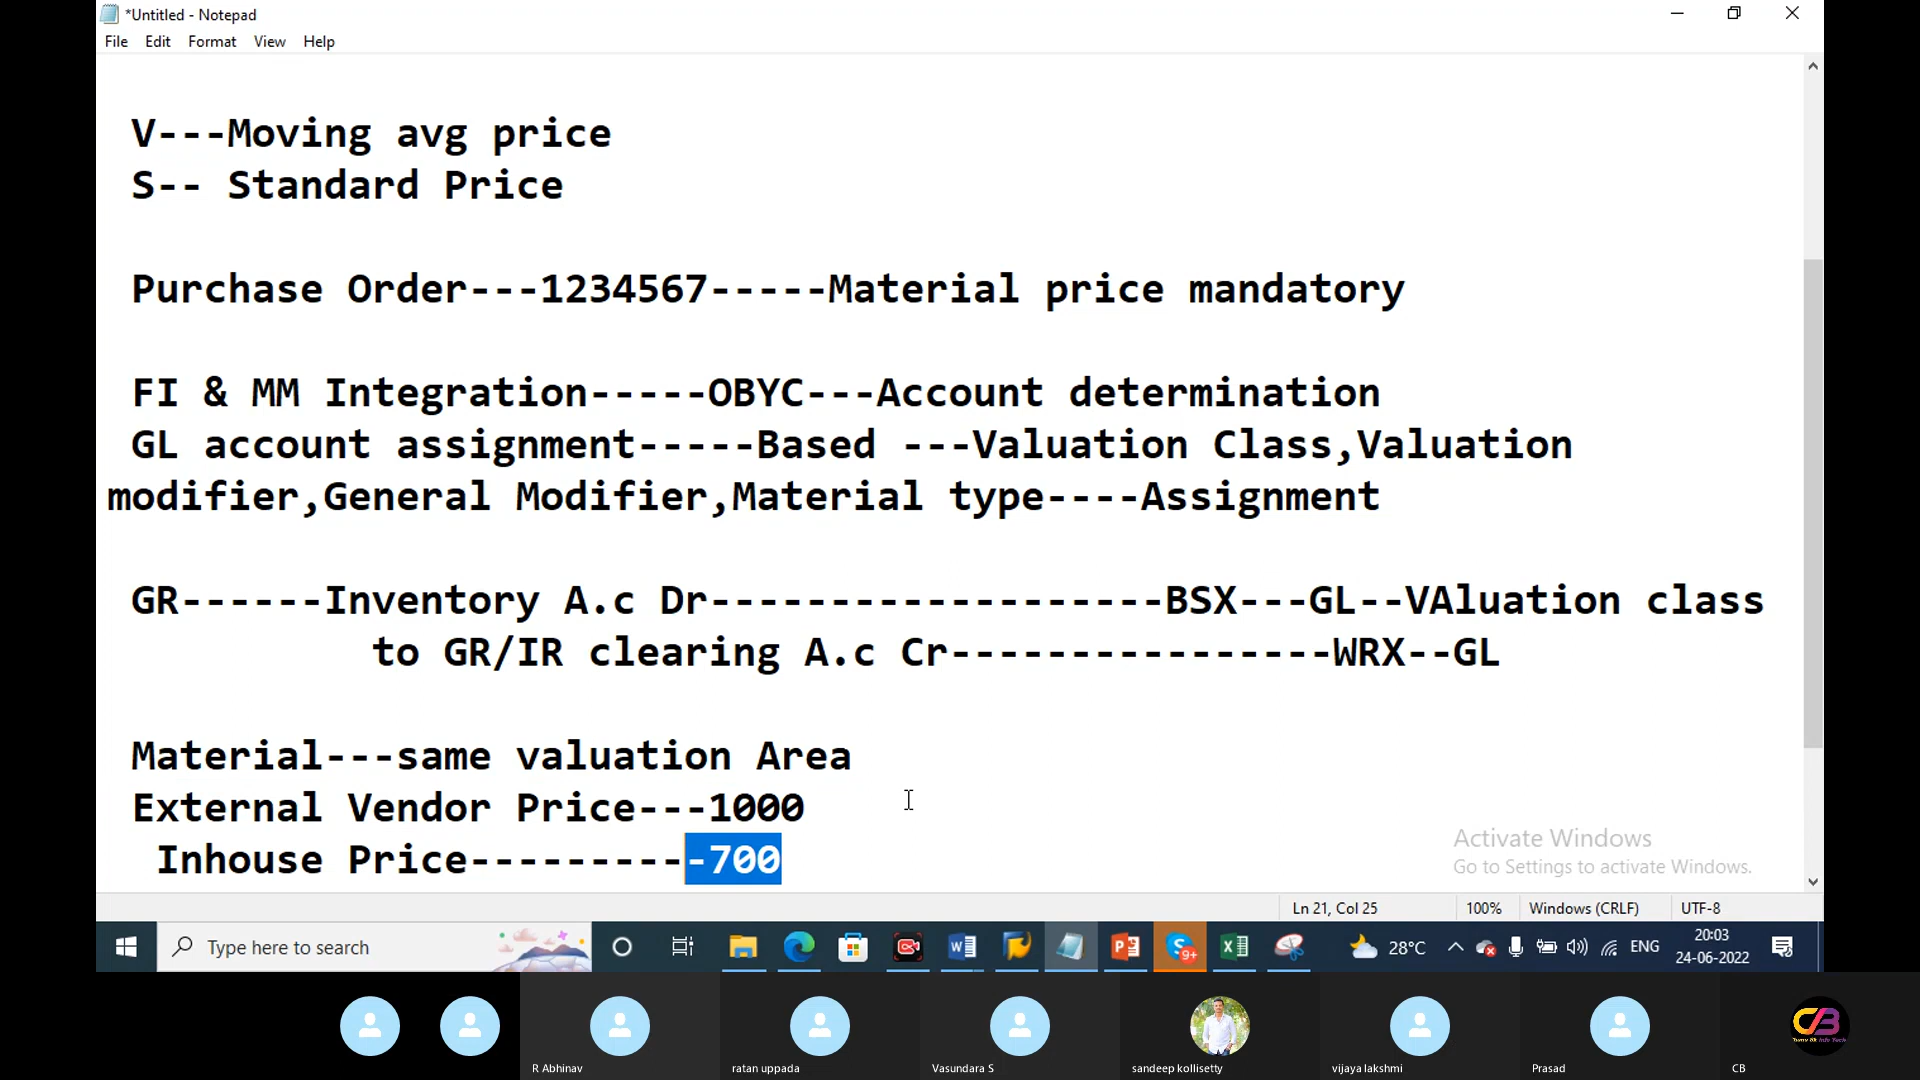 *Untitled - Notepad
File Edit Format View Help
V---Moving avg price
S-- Standard Price
Purchase Order---1234567-----Material price mandatory
FI & MM Integration-----OBYC---Account determination
GL account assignment-----Based ---Valuation Class,Valuation
modifier,General Modifier,Material type----Assignment
GR------Inventory A.c Dr-------------------BSX---GL--VAluation class
to GR/IR clearing A.c Cr----------------WRX--GL
Material---same valuation Area
External Vendor Price---1000
Inhouse Price----------700
Activate Windows
Go to Settings to activate Windows.
Ln 21, Col 25 100% Windows (CRLF) UTF-8
Type here to search 9+ 28°C ENG 20:03
24-06-2022
R Abhinav ratan uppada Vasundara S sandeep kollisetty vijaya lakshmi Prasad CB